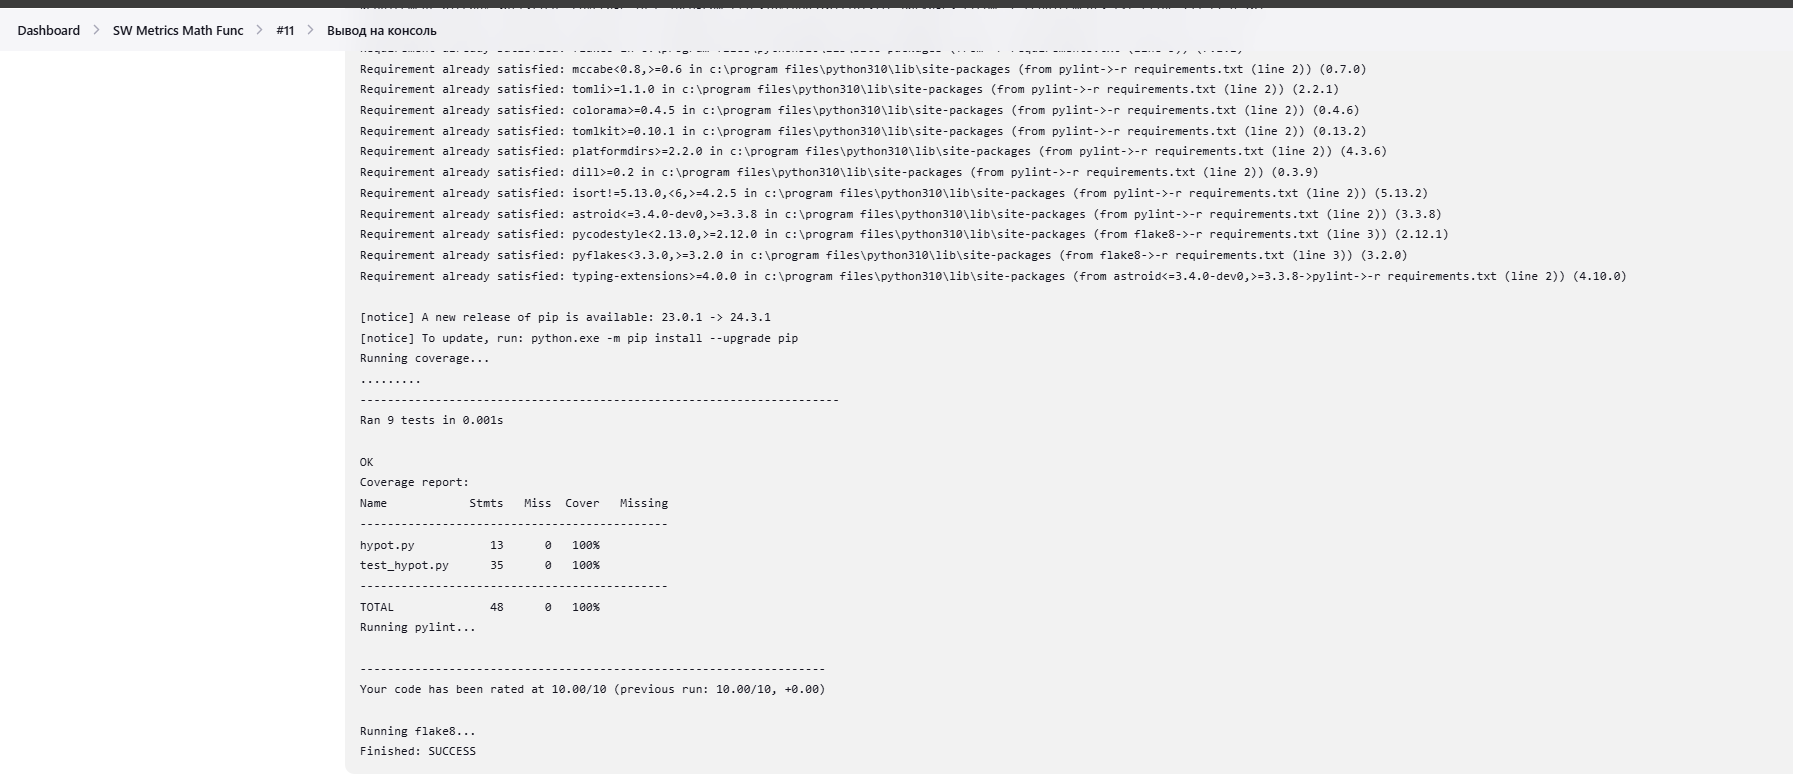 Dashboard > SW Metrics Math Func > #11 > Вывод на консоль
Requirement already satisfied: mccabe<0.8,>=0.6 in c:\program files\python310\lib\site-packages (from pylint->-r requirements.txt (line 2)) (0.7.0)
Requirement already satisfied: tomli>=1.1.0 in c:\program files\python310\lib\site-packages (from pylint->-r requirements.txt (line 2)) (2.2.1)
Requirement already satisfied: colorama>=0.4.5 in c:\program files\python310\lib\site-packages (from pylint->-r requirements.txt (line 2)) (0.4.6)
Requirement already satisfied: tomlkit>=0.10.1 in c:\program files\python310\lib\site-packages (from pylint->-r requirements.txt (line 2)) (0.13.2)
Requirement already satisfied: platformdirs>=2.2.0 in c:\program files\python310\lib\site-packages (from pylint->-r requirements.txt (line 2)) (4.3.6)
Requirement already satisfied: dill>=0.2 in c:\program files\python310\lib\site-packages (from pylint->-r requirements.txt (line 2)) (0.3.9)
Requirement already satisfied: isort!=5.13.0,<6,>=4.2.5 in c:\program files\python310\lib\site-packages (from pylint->-r requirements.txt (line 2)) (5.13.2)
Requirement already satisfied: astroid<=3.4.0-dev0,>=3.3.8 in c:\program files\python310\lib\site-packages (from pylint->-r requirements.txt (line 2)) (3.3.8)
Requirement already satisfied: pycodestyle<2.13.0,>=2.12.0 in c:\program files\python310\lib\site-packages (from flake8->-r requirements.txt (line 3)) (2.12.1)
Requirement already satisfied: pyflakes<3.3.0,>=3.2.0 in c:\program files\python310\lib\site-packages (from flake8->-r requirements.txt (line 3)) (3.2.0)
Requirement already satisfied: typing-extensions>=4.0.0 in c:\program files\python310\lib\site-packages (from astroid<=3.4.0-dev0,>=3.3.8->pylint->-r requirements.txt (line 2)) (4.10.0)
[notice] A new release of pip is available: 23.0.1 -> 24.3.1
[notice] To update, run: python.exe -m pip install --upgrade pip
Running coverage...
.........
----------------------------------------------------------------------
Ran 9 tests in 0.001s
OK
Coverage report:
Name            Stmts   Miss  Cover   Missing
---------------------------------------------
hypot.py           13      0   100%
test_hypot.py      35      0   100%
---------------------------------------------
TOTAL              48      0   100%
Running pylint...
--------------------------------------------------------------------
Your code has been rated at 10.00/10 (previous run: 10.00/10, +0.00)
Running flake8...
Finished: SUCCESS